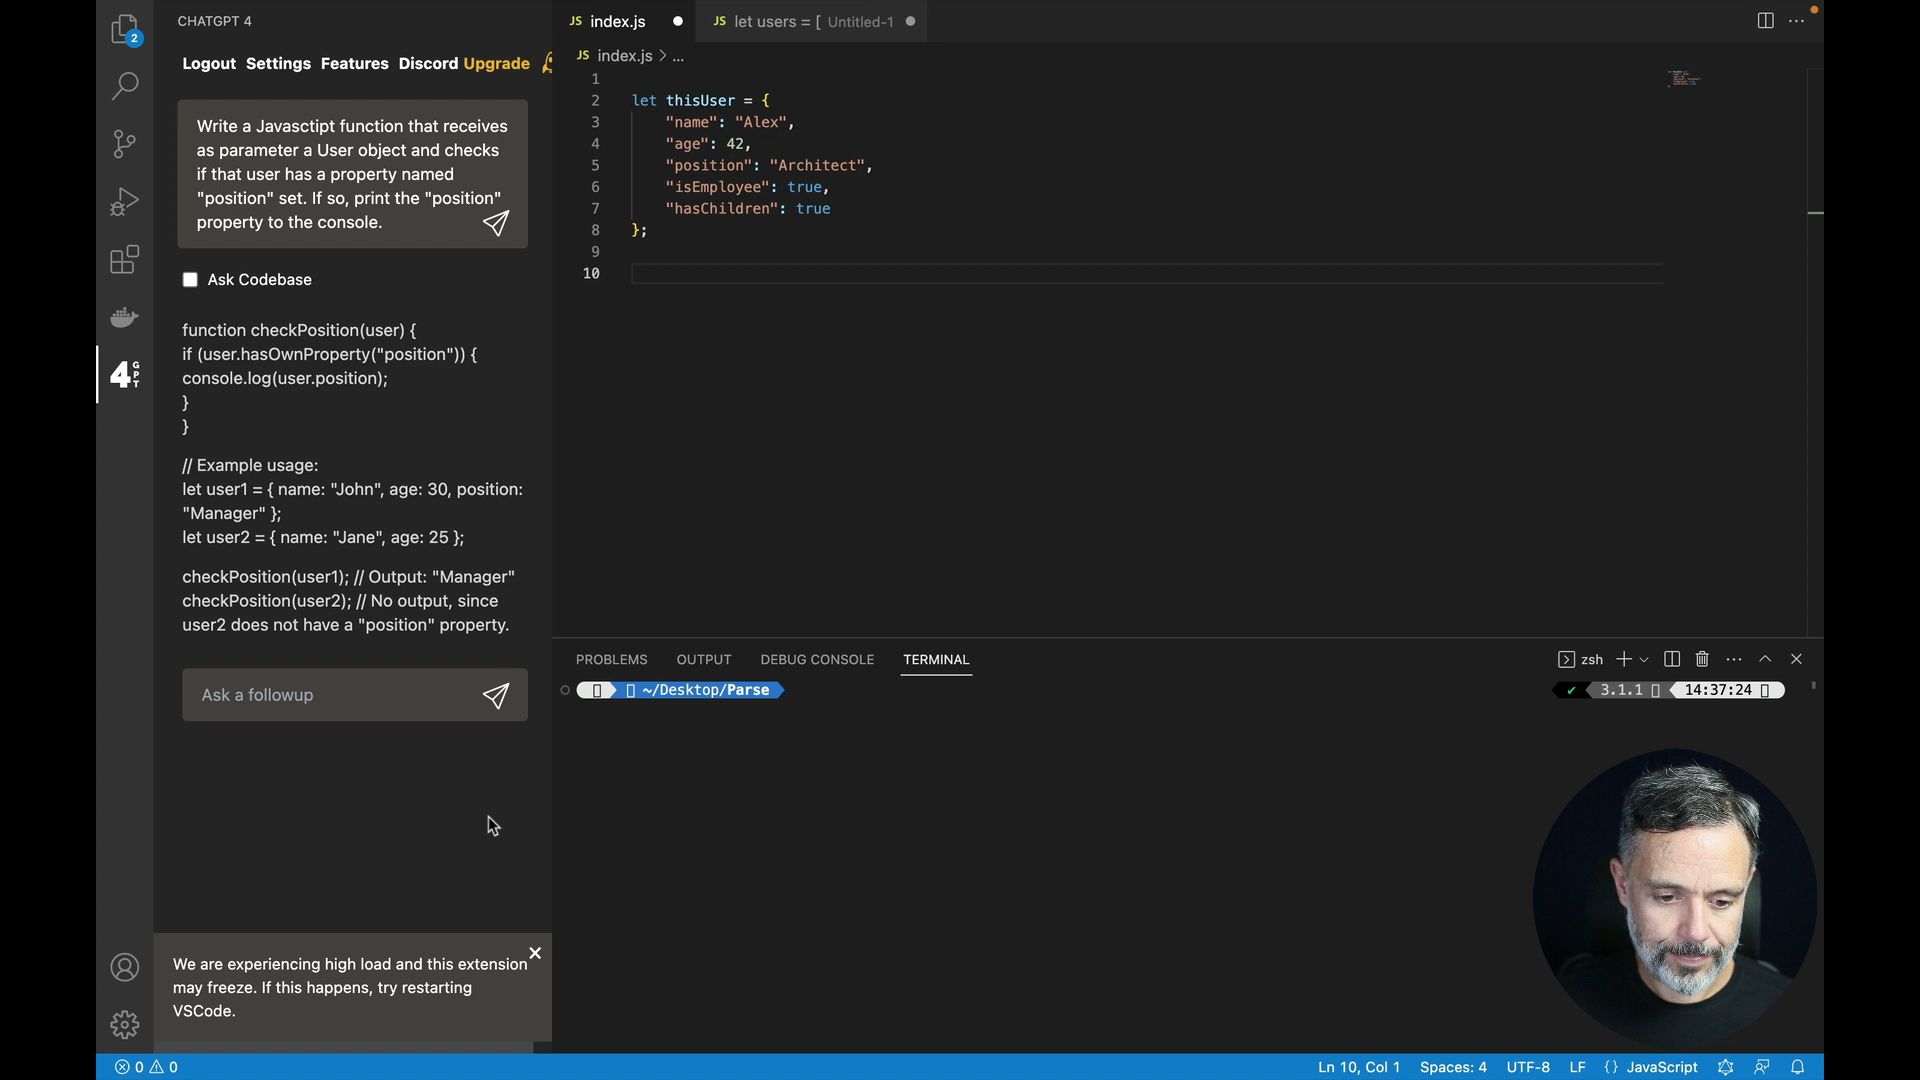 CHATGPT 4
Logout Settings Features Discord Upgrade
Write a Javasctipt function that receives
as parameter a User object and checks
if that user has a property named
"position" set. If so, print the "position"
property to the console.
Ask Codebase
function checkPosition(user) {
if (user.hasOwnProperty("position")) {
console.log(user.position);
}
}
// Example usage:
let user1 = { name: "John", age: 30, position:
"Manager" };
let user2 = { name: "Jane", age: 25 };
checkPosition(user1); // Output: "Manager"
checkPosition(user2); // No output, since
user2 does not have a "position" property.
Ask a followup
We are experiencing high load and this extension
may freeze. If this happens, try restarting
VSCode.
2
4 GPT
JS index.js
JS let users = [ Untitled-1
JS index.js > ...
1
2 let thisUser = {
3 "name": "Alex",
4 "age": 42,
5 "position": "Architect",
6 "isEmployee": true,
7 "hasChildren": true
8 };
9
10
PROBLEMS OUTPUT DEBUG CONSOLE TERMINAL
zsh
~/Desktop/Parse
3.1.1
14:37:24
0 0
Ln 10, Col 1 Spaces: 4 UTF-8 LF {} JavaScript